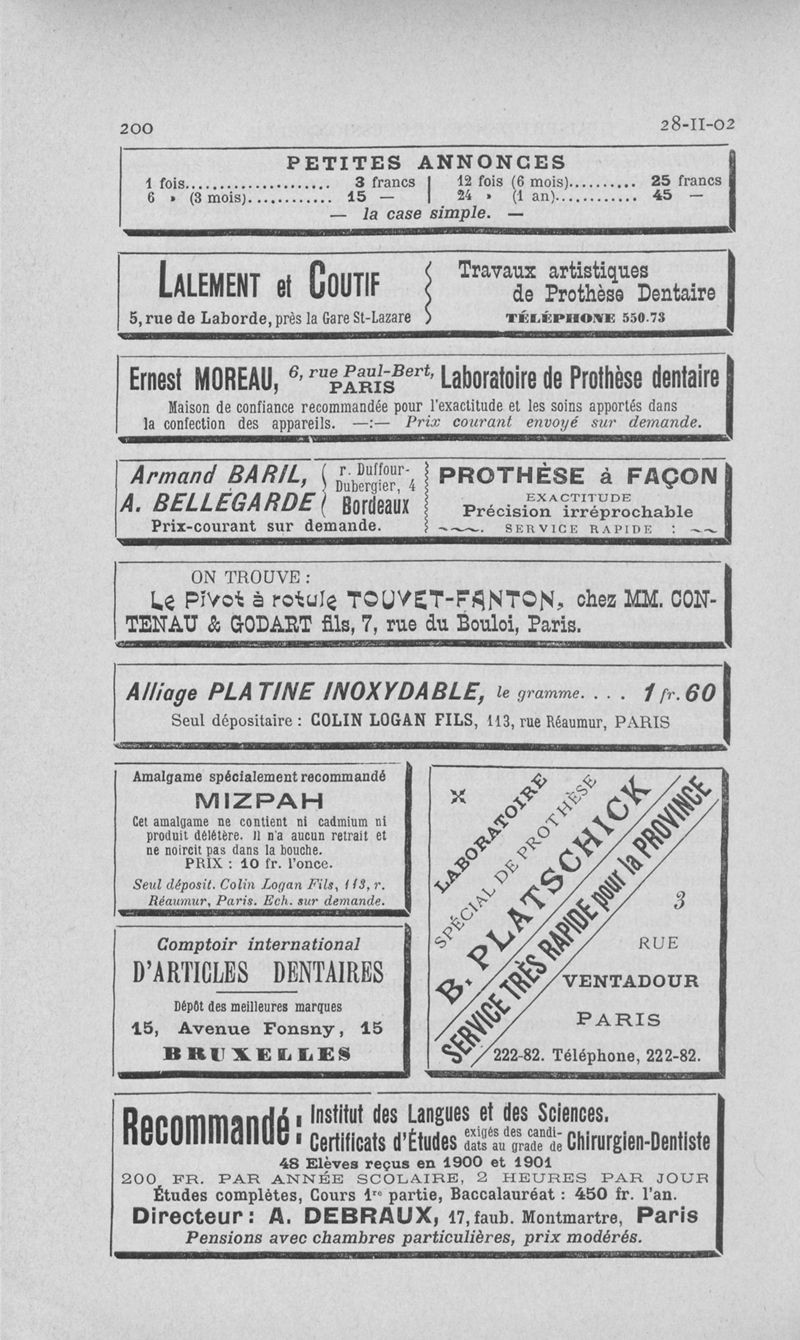 200
28-II-02
PETITES ANNONCES
1 fois..................... 3 francs | 12 fois (6 mois).......... 25 francs
6 » (3 mois)............ 15 — | 24 » (1 an)............ 45 —
— la case simple. —
LALEMENT et COUTIF
5, rue de Laborde, près la Gare St-Lazare
Travaux artistiques
de Prothèse Dentaire
TÉLÉPHONE 550.73
Ernest MOREAU, 6, rue Paul-Bert, PARIS Laboratoire de Prothèse dentaire
Maison de confiance recommandée pour l'exactitude et les soins apportés dans
la confection des appareils. —:— Prix courant envoyé sur demande.
Armand BARIL,
A. BELLEGARDE
r. Duffour-
Dubergier, 4
Bordeaux
Prix-courant sur demande.
PROTHÈSE à FAÇON
EXACTITUDE
Précision irréprochable
SERVICE RAPIDE :
ON TROUVE :
Le Pivot à rotule TOUVET-FANTON, chez MM. CON-
TENAU & GODART fils, 7, rue du Bouloi, Paris.
Alliage PLATINE INOXYDABLE, le gramme. . . . 1 fr. 60
Seul dépositaire : COLIN LOGAN FILS, 113, rue Réaumur, PARIS
Amalgame spécialement recommandé
MIZPAH
Cet amalgame ne contient ni cadmium ni
produit délétère. Il n'a aucun retrait et
ne noircit pas dans la bouche.
PRIX : 10 fr. l'once.
Seul déposit. Colin Logan Fils, 113, r.
Réaumur, Paris. Ech. sur demande.
Comptoir international
D'ARTICLES DENTAIRES
Dépôt des meilleures marques
15, Avenue Fonsny, 15
BRUXELLES
LABORATOIRE
SPÉCIAL DE PROTHÈSE
B. PLATSCHICK
SERVICE TRÈS RAPIDE pour la PROVINCE
3
RUE
VENTADOUR
PARIS
222-82. Téléphone, 222-82.
Recommandé : Institut des Langues et des Sciences.
Certificats d'Études exigés des candi-dats au grade de Chirurgien-Dentiste
48 Elèves reçus en 1900 et 1901
200 FR. PAR ANNÉE SCOLAIRE, 2 HEURES PAR JOUR
Études complètes, Cours 1re partie, Baccalauréat : 450 fr. l'an.
Directeur : A. DEBRAUX, 17, faub. Montmartre, Paris
Pensions avec chambres particulières, prix modérés.